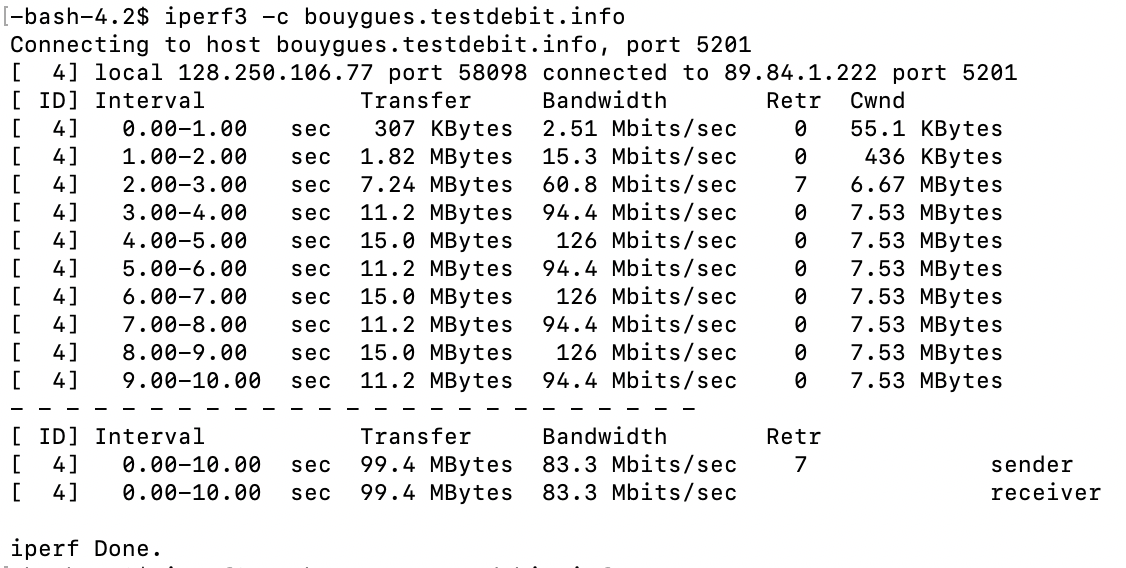 [-bash-4.2$ iperf3 -c bouygues.testdebit.info
Connecting to host bouygues.testdebit.info, port 5201
[  4] local 128.250.106.77 port 58098 connected to 89.84.1.222 port 5201
[ ID] Interval           Transfer     Bandwidth       Retr  Cwnd
[  4]   0.00-1.00   sec   307 KBytes  2.51 Mbits/sec    0   55.1 KBytes
[  4]   1.00-2.00   sec  1.82 MBytes  15.3 Mbits/sec    0    436 KBytes
[  4]   2.00-3.00   sec  7.24 MBytes  60.8 Mbits/sec    7   6.67 MBytes
[  4]   3.00-4.00   sec  11.2 MBytes  94.4 Mbits/sec    0   7.53 MBytes
[  4]   4.00-5.00   sec  15.0 MBytes   126 Mbits/sec    0   7.53 MBytes
[  4]   5.00-6.00   sec  11.2 MBytes  94.4 Mbits/sec    0   7.53 MBytes
[  4]   6.00-7.00   sec  15.0 MBytes   126 Mbits/sec    0   7.53 MBytes
[  4]   7.00-8.00   sec  11.2 MBytes  94.4 Mbits/sec    0   7.53 MBytes
[  4]   8.00-9.00   sec  15.0 MBytes   126 Mbits/sec    0   7.53 MBytes
[  4]   9.00-10.00  sec  11.2 MBytes  94.4 Mbits/sec    0   7.53 MBytes
- - - - - - - - - - - - - - - - - - - - - - - - -
[ ID] Interval           Transfer     Bandwidth       Retr
[  4]   0.00-10.00  sec  99.4 MBytes  83.3 Mbits/sec    7             sender
[  4]   0.00-10.00  sec  99.4 MBytes  83.3 Mbits/sec                  receiver
iperf Done.